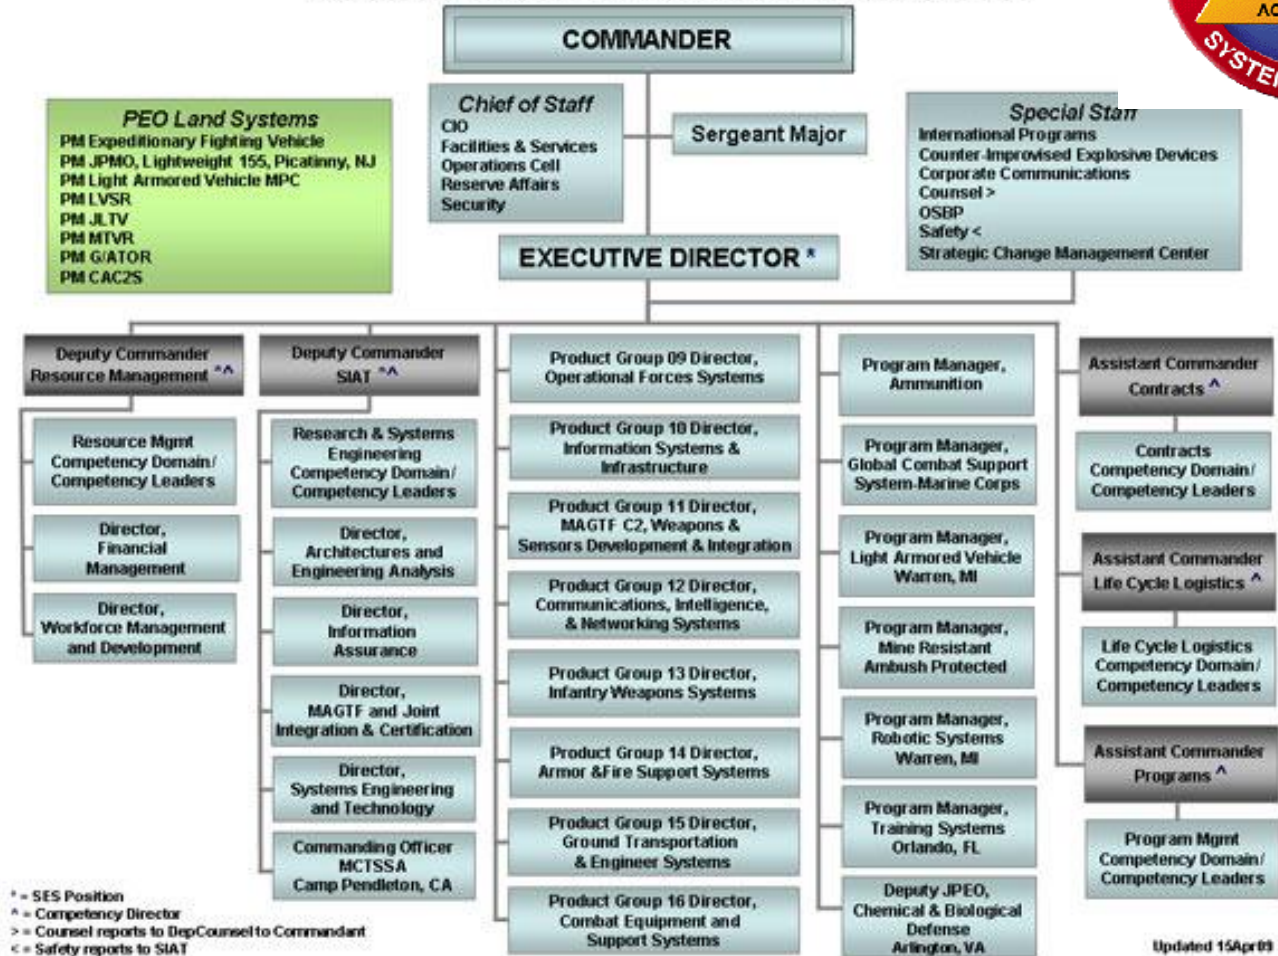 AC
SYSTE
COMMANDER
PEO Land Systems
PM Expeditionary Fighting Vehicle
PM JPMO, Lightweight 155, Picatinny, NJ
PM Light Armored Vehicle MPC
PM LVSR
PM JLTV
PM MTVR
PM G/ATOR
PM CAC2S
Chief of Staff
CIO
Facilities & Services
Operations Cell
Reserve Affairs
Security
Sergeant Major
Special Staff
International Programs
Counter-Improvised Explosive Devices
Corporate Communications
Counsel >
OSBP
Safety <
Strategic Change Management Center
EXECUTIVE DIRECTOR *
Deputy Commander
Resource Management *^
Resource Mgmt
Competency Domain/
Competency Leaders
Director,
Financial
Management
Director,
Workforce Management
and Development
Deputy Commander
SIAT *^
Research & Systems
Engineering
Competency Domain/
Competency Leaders
Director,
Architectures and
Engineering Analysis
Director,
Information
Assurance
Director,
MAGTF and Joint
Integration & Certification
Director,
Systems Engineering
and Technology
Commanding Officer
MCTSSA
Camp Pendleton, CA
Product Group 09 Director,
Operational Forces Systems
Product Group 10 Director,
Information Systems &
Infrastructure
Product Group 11 Director,
MAGTF C2, Weapons &
Sensors Development & Integration
Product Group 12 Director,
Communications, Intelligence,
& Networking Systems
Product Group 13 Director,
Infantry Weapons Systems
Product Group 14 Director,
Armor &Fire Support Systems
Product Group 15 Director,
Ground Transportation
& Engineer Systems
Product Group 16 Director,
Combat Equipment and
Support Systems
Program Manager,
Ammunition
Program Manager,
Global Combat Support
System-Marine Corps
Program Manager,
Light Armored Vehicle
Warren, MI
Program Manager,
Mine Resistant
Ambush Protected
Program Manager,
Robotic Systems
Warren, MI
Program Manager,
Training Systems
Orlando, FL
Deputy JPEO,
Chemical & Biological
Defense
Arlington, VA
Assistant Commander
Contracts ^
Contracts
Competency Domain/
Competency Leaders
Assistant Commander
Life Cycle Logistics ^
Life Cycle Logistics
Competency Domain/
Competency Leaders
Assistant Commander
Programs ^
Program Mgmt
Competency Domain/
Competency Leaders
* = SES Position
^ = Competency Director
> = Counsel reports to DepCounsel to Commandant
< = Safety reports to SIAT
Updated 15Apr09